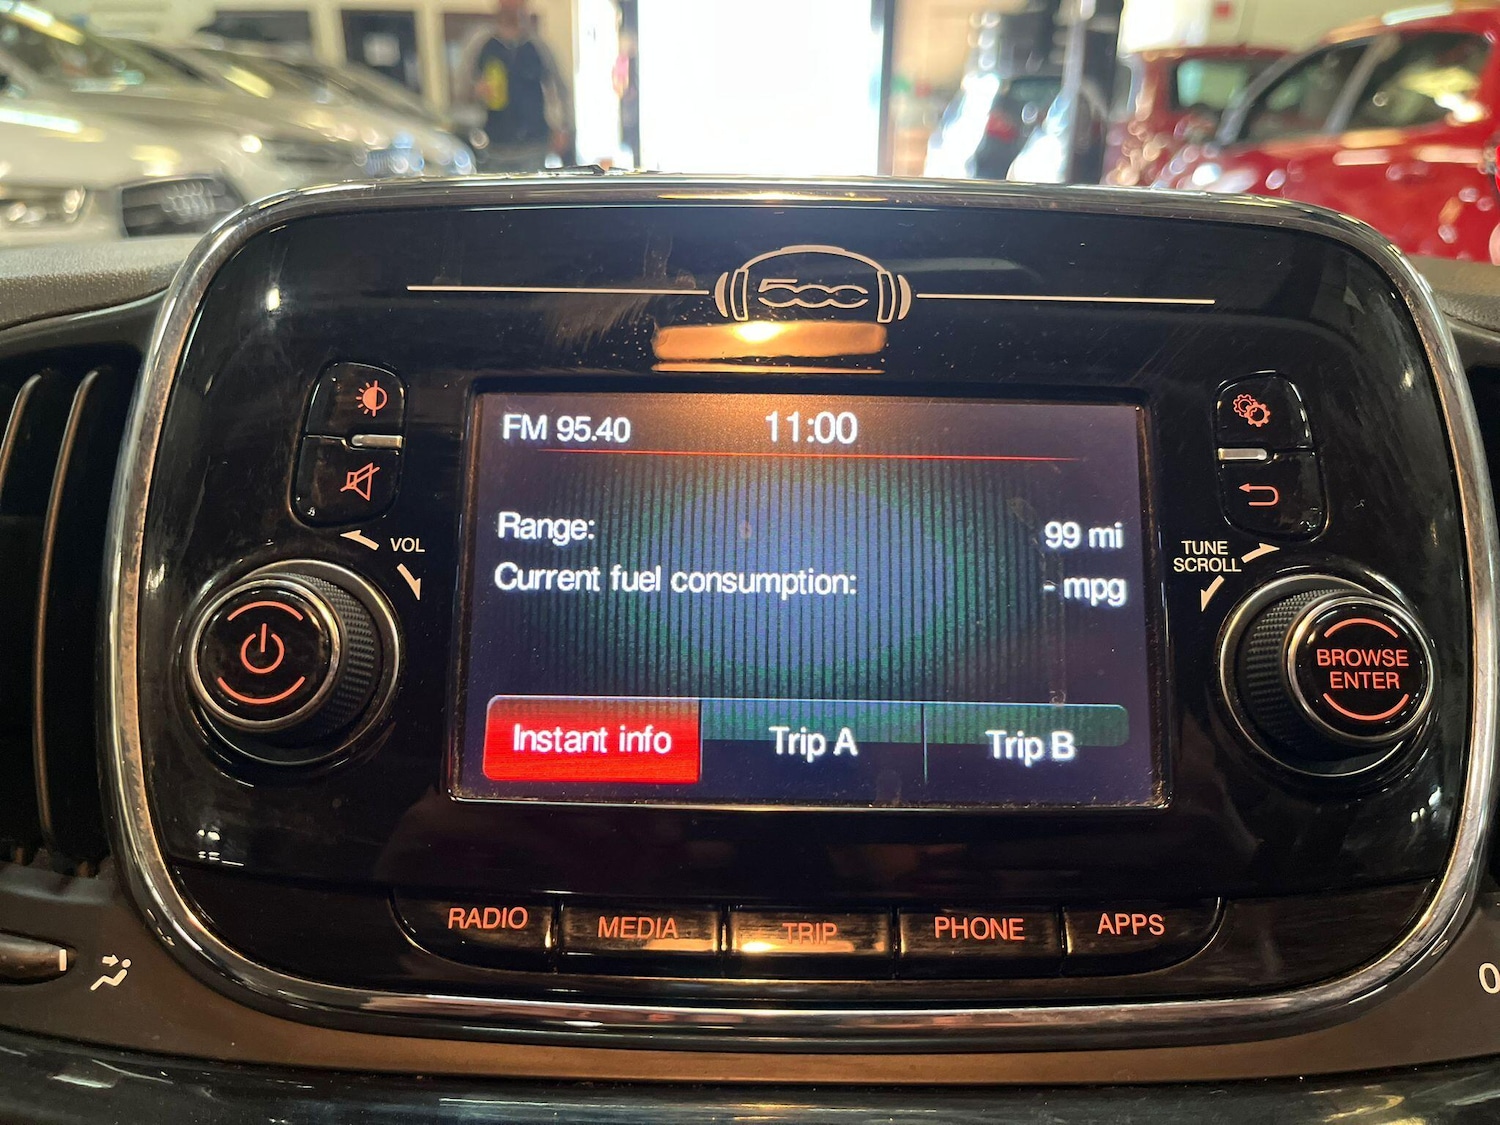 500
FM 95.40 11:00
Range: 99 mi
Current fuel consumption: - mpg
Instant info Trip A Trip B
VOL
TUNE
SCROLL
BROWSE
ENTER
RADIO MEDIA TRIP PHONE APPS
0